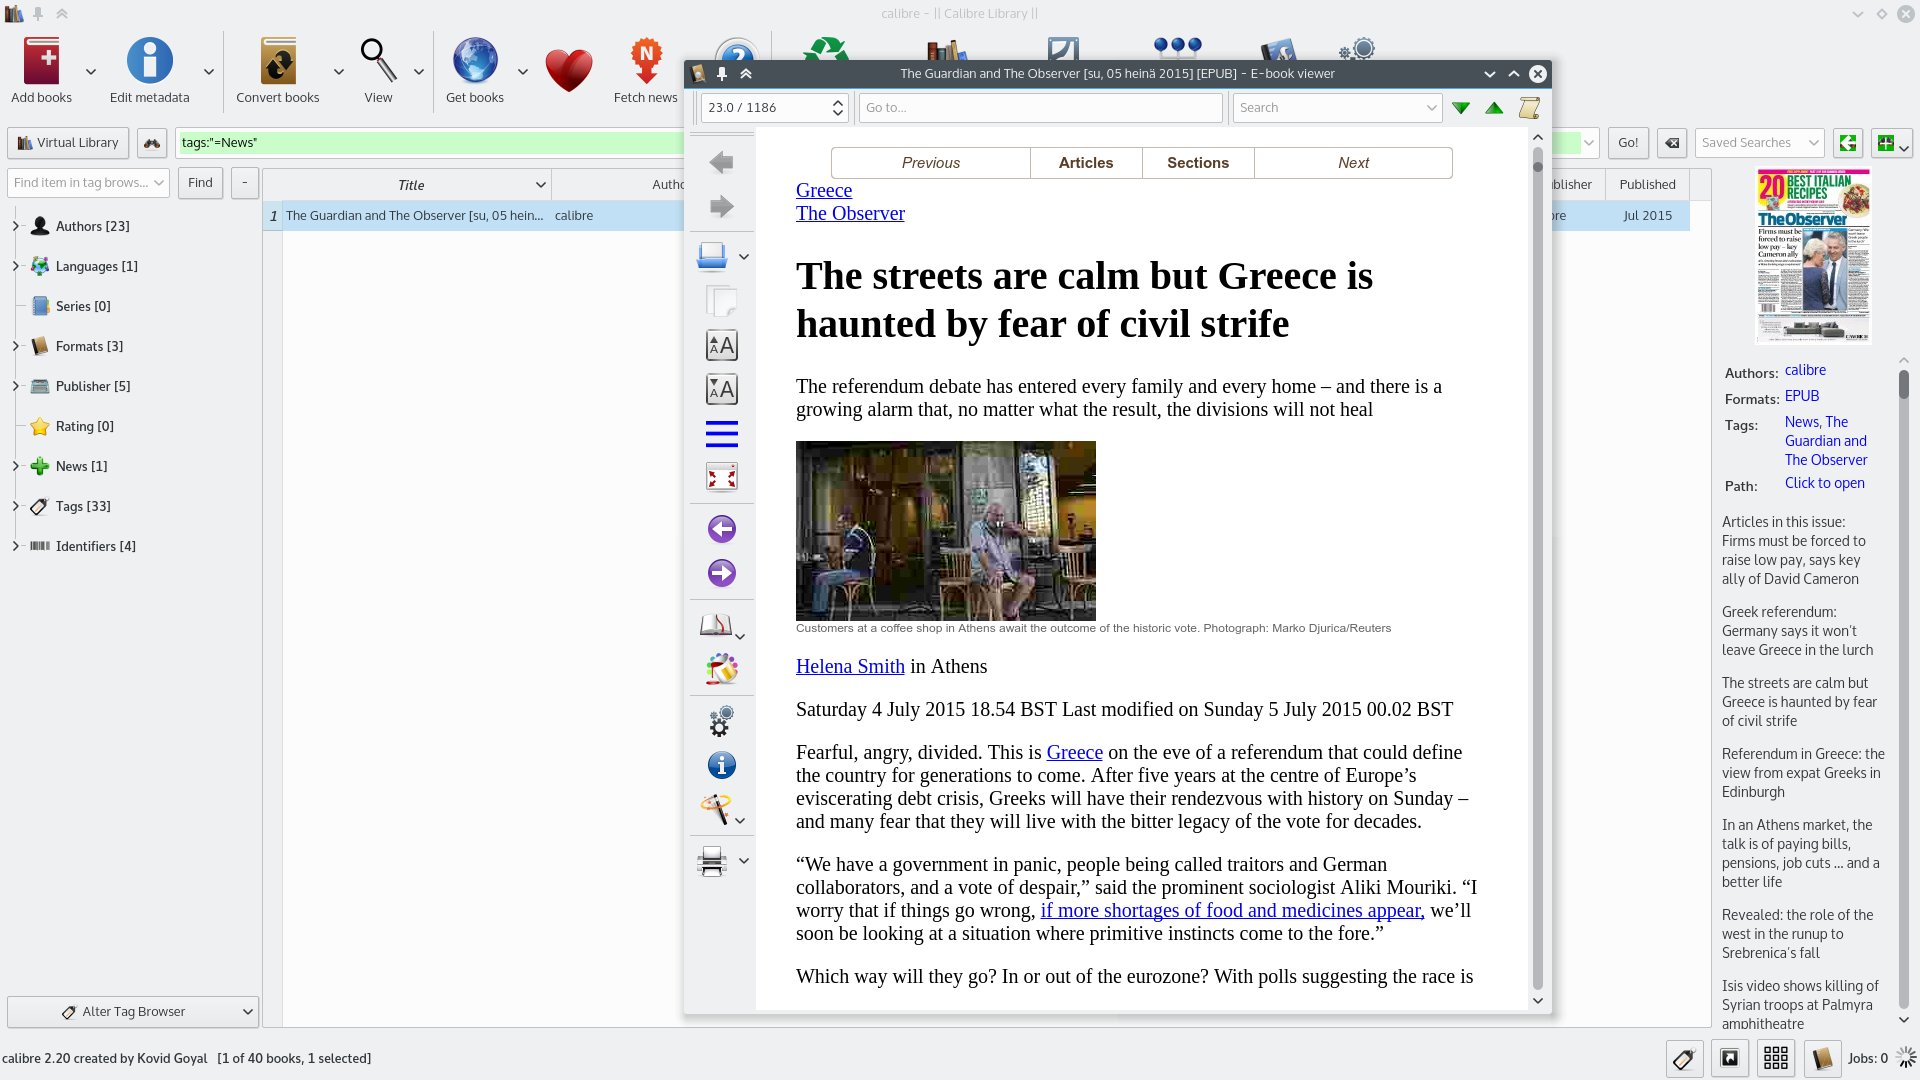 calibre - || Calibre Library ||
Add books
Edit metadata
Convert books
View
Get books
Fetch news
Virtual Library
tags:"=News"
Go!
Saved Searches
Find item in tag brows...
Find
-
Authors [23]
Languages [1]
Series [0]
Formats [3]
Publisher [5]
Rating [0]
News [1]
Tags [33]
Identifiers [4]
Alter Tag Browser
Title
Autho
blisher
Published
1 The Guardian and The Observer [su, 05 hein... calibre
bre
Jul 2015
The Guardian and The Observer [su, 05 heinä 2015] [EPUB] - E-book viewer
23.0 / 1186
Go to...
Search
Previous Articles Sections Next
Greece
The Observer
The streets are calm but Greece is
haunted by fear of civil strife
The referendum debate has entered every family and every home – and there is a
growing alarm that, no matter what the result, the divisions will not heal
Customers at a coffee shop in Athens await the outcome of the historic vote. Photograph: Marko Djurica/Reuters
Helena Smith in Athens
Saturday 4 July 2015 18.54 BST Last modified on Sunday 5 July 2015 00.02 BST
Fearful, angry, divided. This is Greece on the eve of a referendum that could define
the country for generations to come. After five years at the centre of Europe’s
eviscerating debt crisis, Greeks will have their rendezvous with history on Sunday –
and many fear that they will live with the bitter legacy of the vote for decades.
“We have a government in panic, people being called traitors and German
collaborators, and a vote of despair,” said the prominent sociologist Aliki Mouriki. “I
worry that if things go wrong, if more shortages of food and medicines appear, we’ll
soon be looking at a situation where primitive instincts come to the fore.”
Which way will they go? In or out of the eurozone? With polls suggesting the race is
20 BEST ITALIAN
RECIPES
TheObserver
Firms must be
forced to raise
low pay – key
Cameron ally
Authors: calibre
Formats: EPUB
Tags: News, The
Guardian and
The Observer
Path: Click to open
Articles in this issue:
Firms must be forced to
raise low pay, says key
ally of David Cameron
Greek referendum:
Germany says it won't
leave Greece in the lurch
The streets are calm but
Greece is haunted by fear
of civil strife
Referendum in Greece: the
view from expat Greeks in
Edinburgh
In an Athens market, the
talk is of paying bills,
pensions, job cuts ... and a
better life
Revealed: the role of the
west in the runup to
Srebrenica's fall
Isis video shows killing of
Syrian troops at Palmyra
amphitheatre
calibre 2.20 created by Kovid Goyal [1 of 40 books, 1 selected]
Jobs: 0